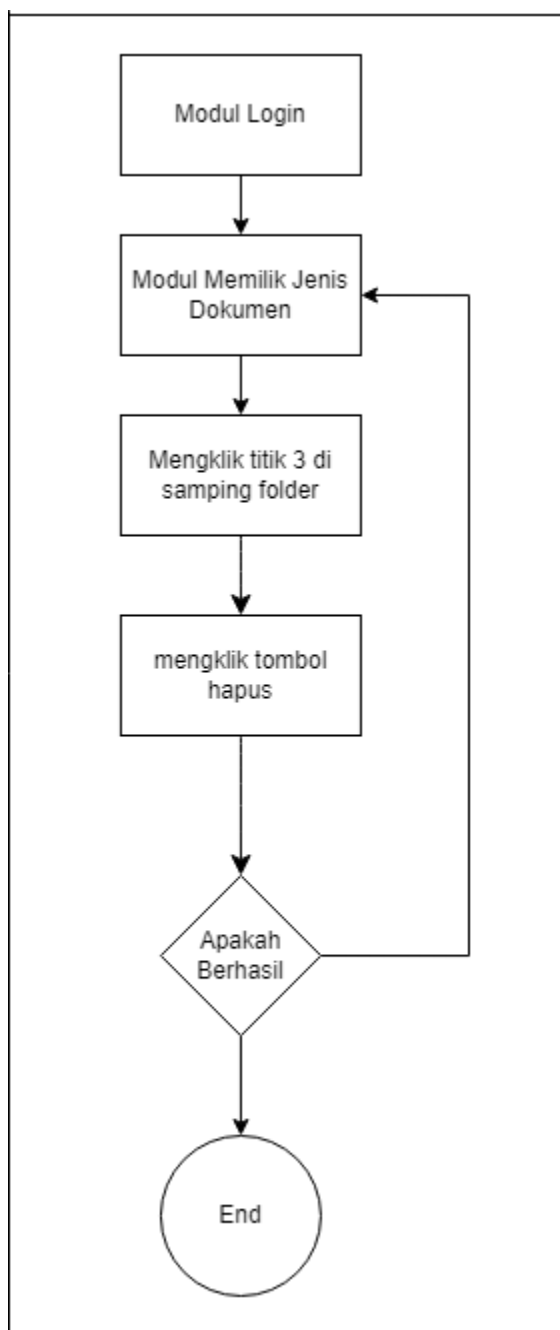 Modul Login
Modul Memilik Jenis
Dokumen
Mengklik titik 3 di
samping folder
mengklik tombol
hapus
Apakah
Berhasil
End